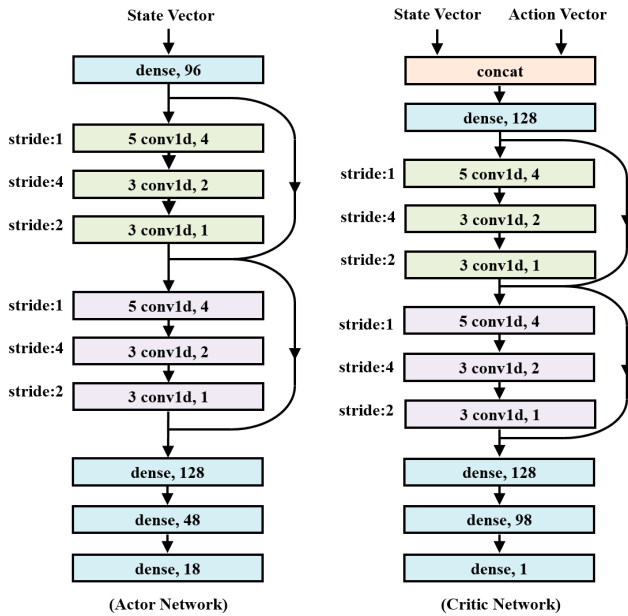 State Vector
dense, 96
stride:1
5 conv1d, 4
stride:4
3 conv1d, 2
stride:2
3 conv1d, 1
stride:1
5 conv1d, 4
stride:4
3 conv1d, 2
stride:2
3 conv1d, 1
dense, 128
dense, 48
dense, 18
(Actor Network)
State Vector
Action Vector
concat
dense, 128
stride:1
5 conv1d, 4
stride:4
3 conv1d, 2
stride:2
3 conv1d, 1
stride:1
5 conv1d, 4
stride:4
3 conv1d, 2
stride:2
3 conv1d, 1
dense, 128
dense, 98
dense, 1
(Critic Network)